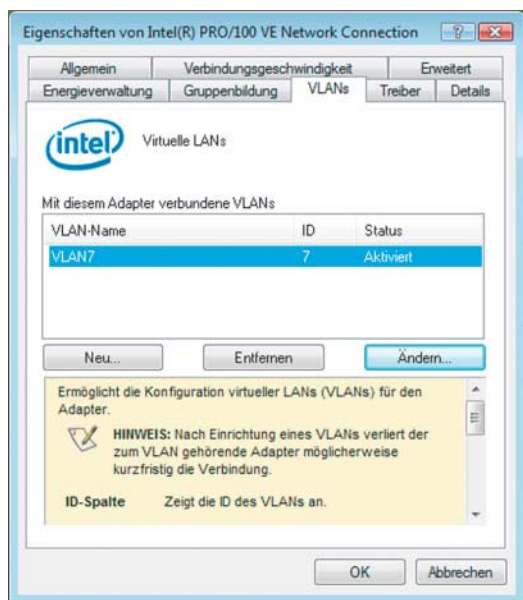 Eigenschaften von Intel(R) PRO/100 VE Network Connection
Allgemein Verbindungsgeschwindigkeit Erweitert
Energieverwaltung Gruppenbildung VLANs Treiber Details
intel Virtuelle LANs
Mit diesem Adapter verbundene VLANs
VLAN-Name ID Status
VLAN7 7 Aktiviert
Neu... Entfernen Ändern...
Ermöglicht die Konfiguration virtueller LANs (VLANs) für den
Adapter.
HINWEIS: Nach Einrichtung eines VLANs verliert der
zum VLAN gehörende Adapter möglicherweise
kurzfristig die Verbindung.
ID-Spalte Zeigt die ID des VLANs an.
OK Abbrechen